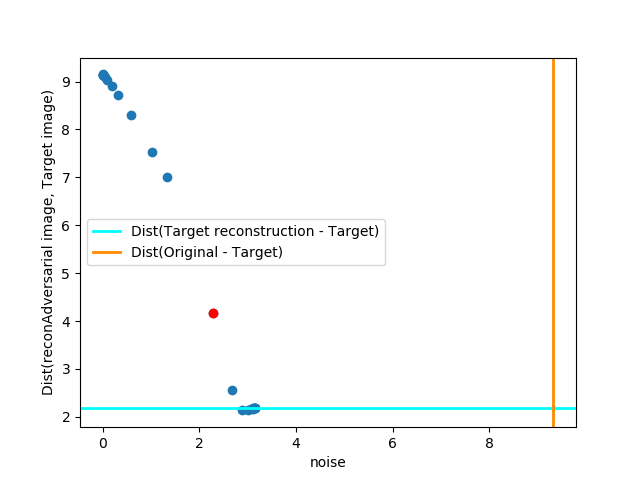 9
8
7
6
5
4
3
2
Dist(reconAdversarial image, Target image)
Dist(Target reconstruction - Target)
Dist(Original - Target)
0 2 4 6 8
noise